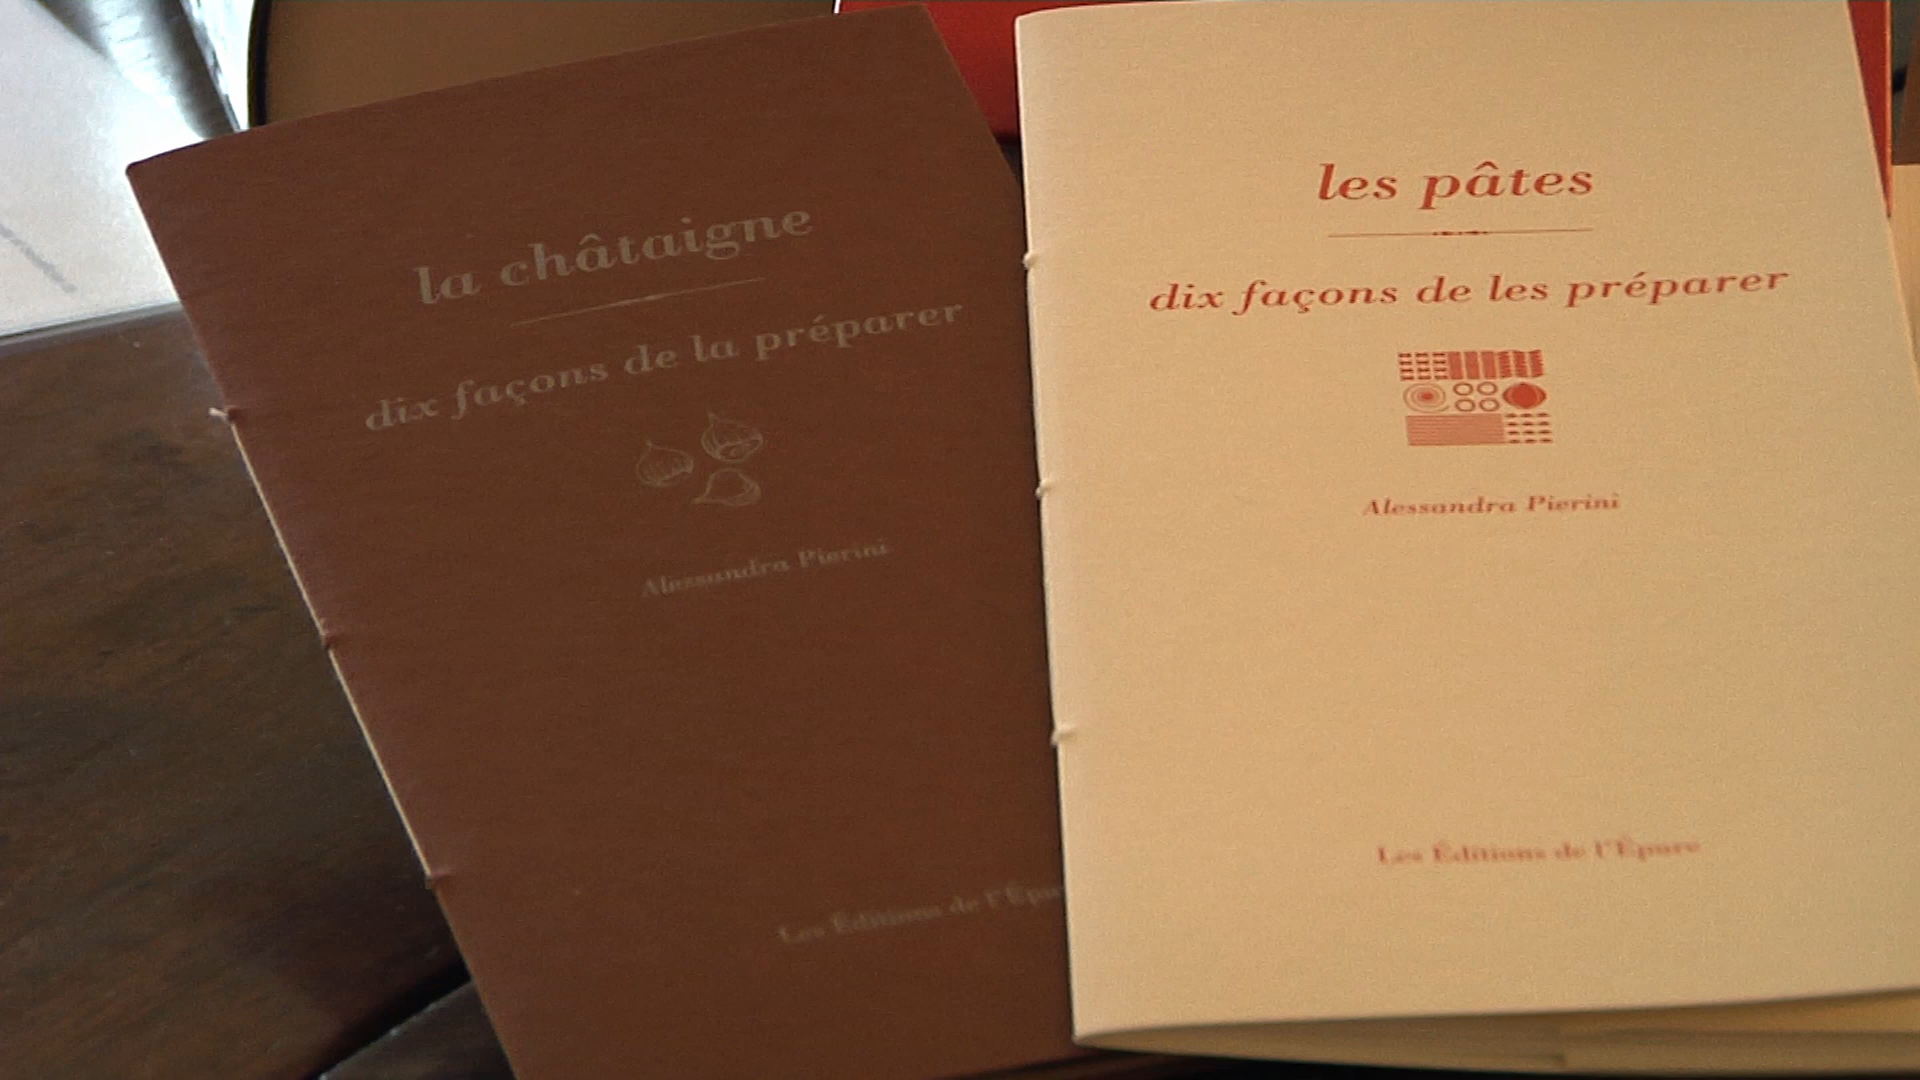 la châtaigne
dix façons de la préparer
Alessandra Pierini
Les Éditions de l'Épu
les pâtes
dix façons de les préparer
Alessandra Pierini
Les Éditions de l'Épure